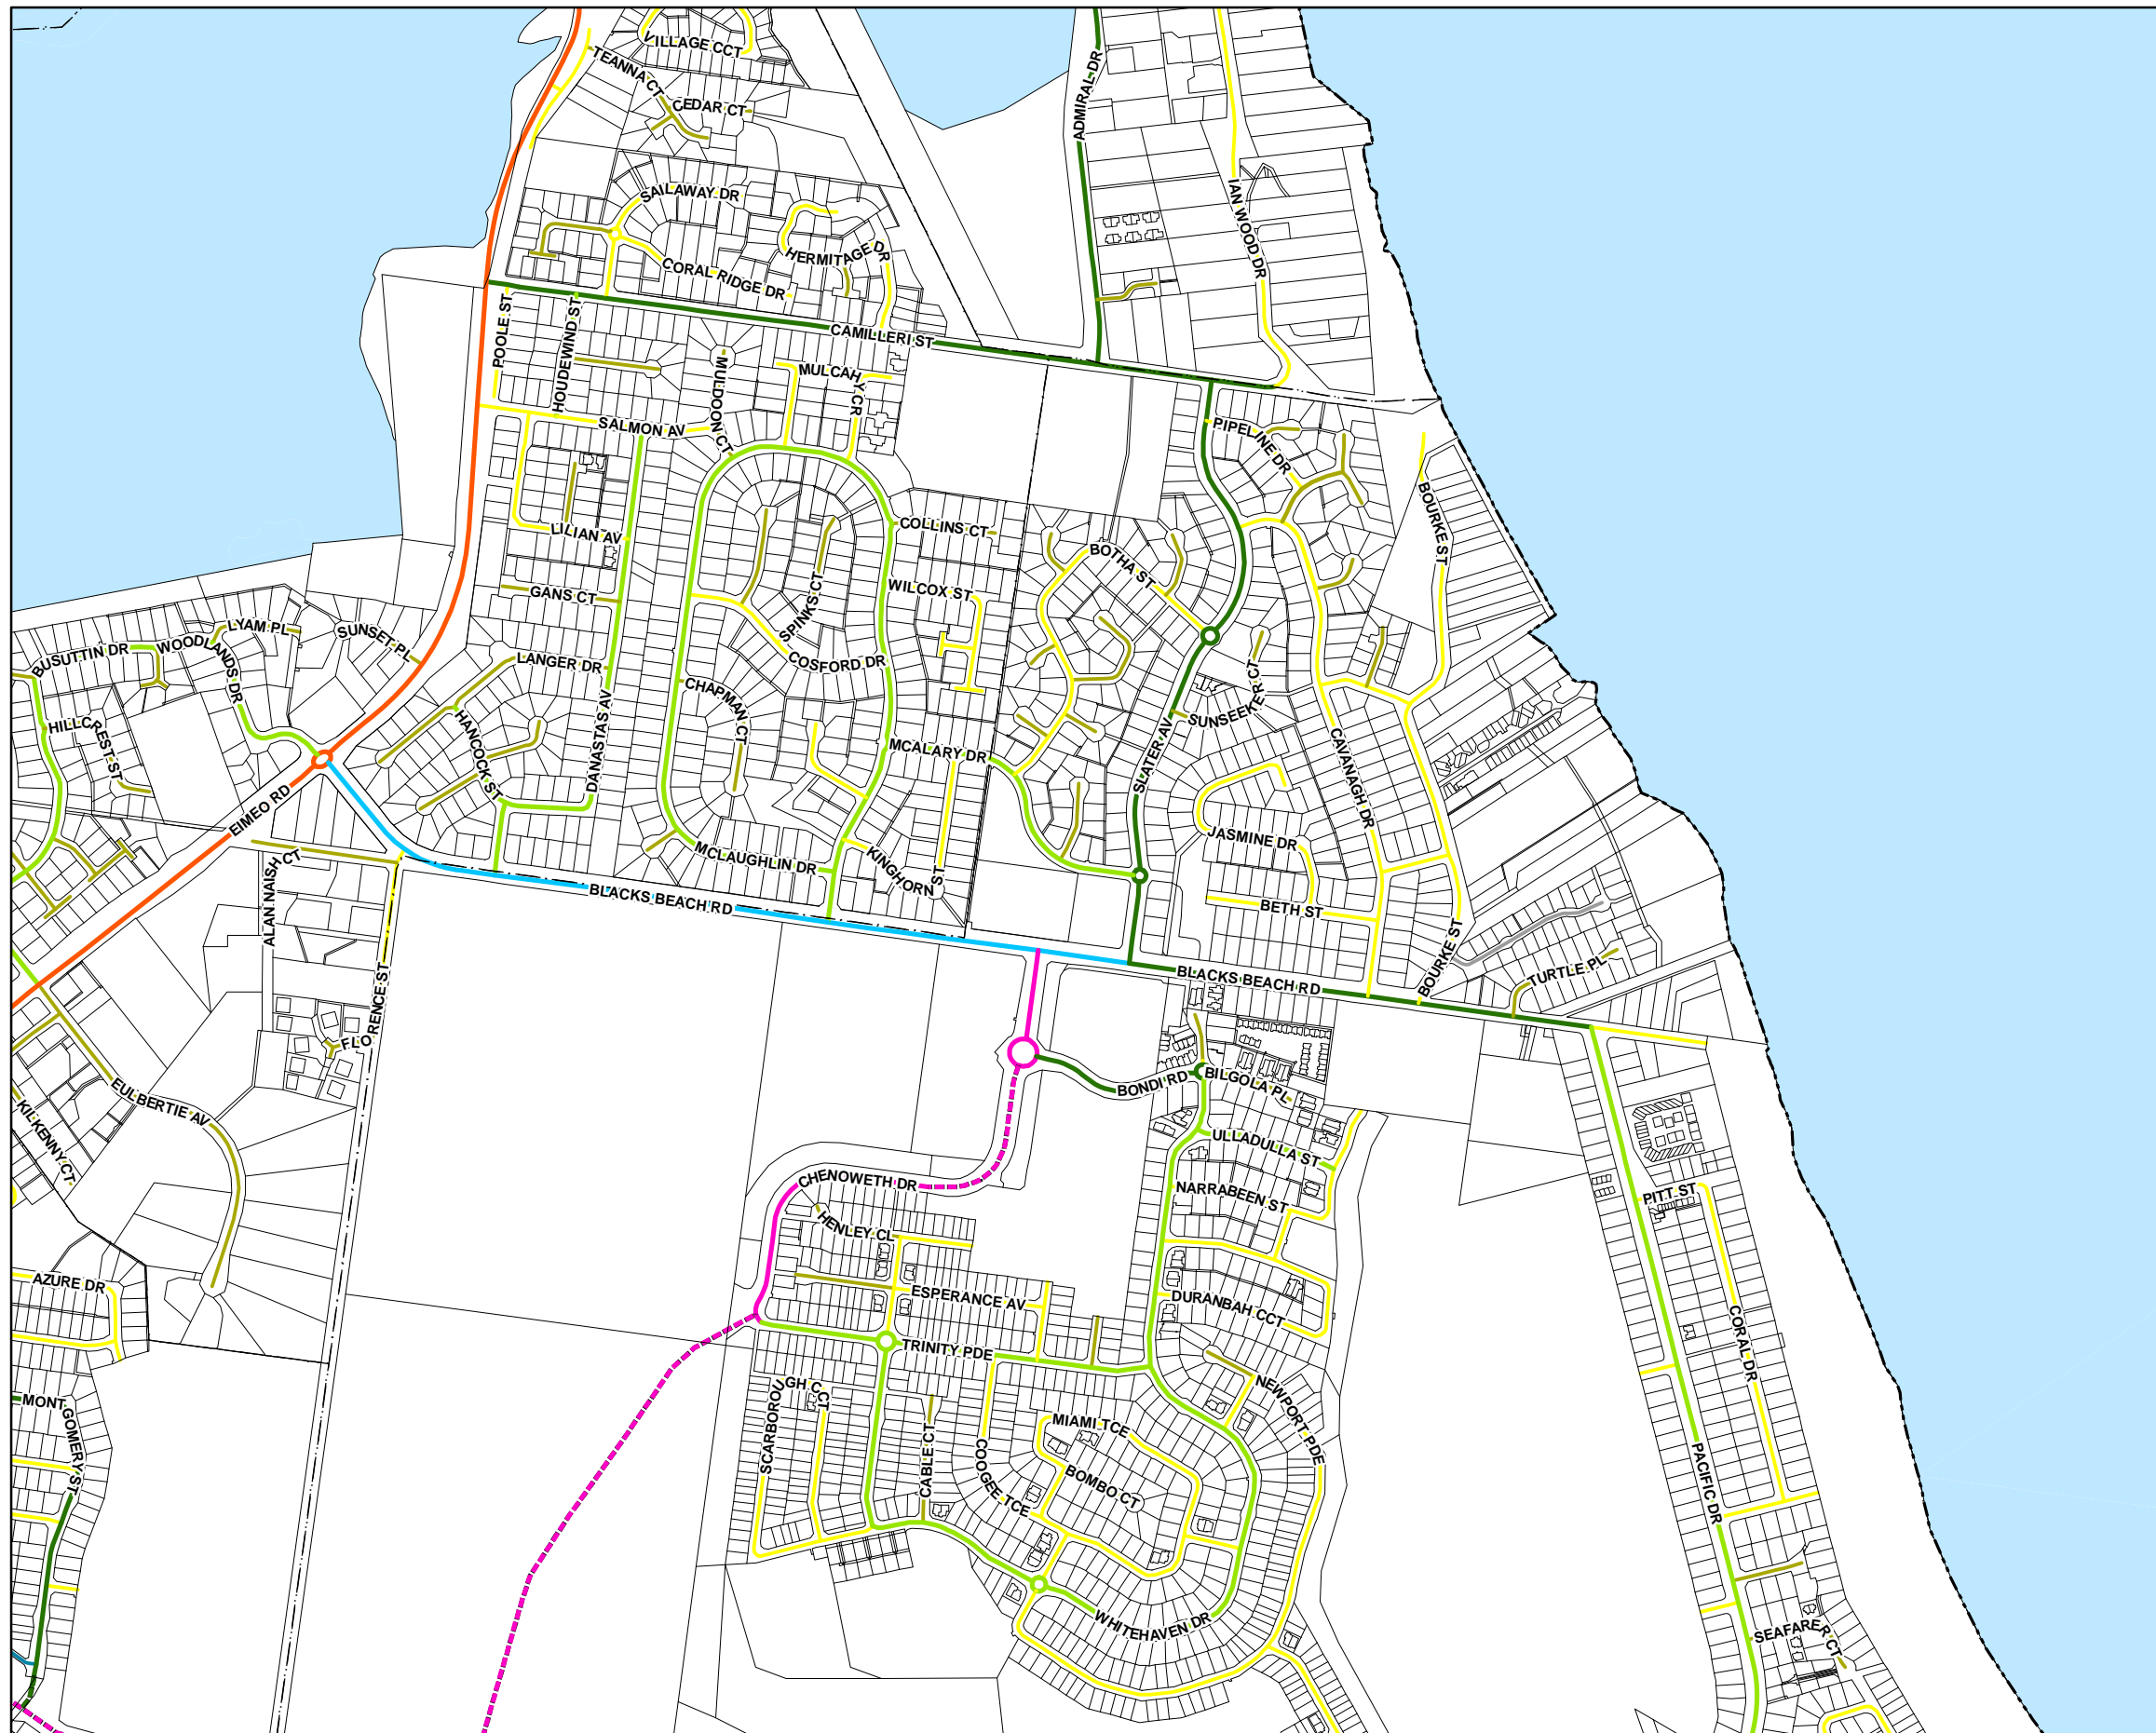 VILLAGE CCT
TEANNA CT
CEDAR CT
ADMIRAL DR
SAILAWAY DR
IAN WOOD DR
HERMITAGE DR
CORAL RIDGE DR
POOLE ST
HOUDEWIND ST
CAMILLERI ST
MULDOON CT
MULCAHY CR
SALMON AV
PIPELINE DR
BOURKE ST
LILIAN AV
COLLINS CT
BOTHA ST
GANS CT
SPINKS CT
WILCOX ST
LYAM PL
SUNSET PL
BUSUTTIN DR
WOODLANDS DR
LANGER DR
COSFORD DR
CHAPMAN CT
SUNSEEKER CT
HILLCREST ST
HANCOCK ST
DANASTAS AV
MCALARY DR
SLATER AV
CAVANAGH DR
EIMEO RD
JASMINE DR
ALAN NAISH CT
MCLAUGHLIN DR
KINGHORN ST
BLACKS BEACH RD
BETH ST
BOURKE ST
BLACKS BEACH RD
TURTLE PL
FLORENCE ST
EULBERTIE AV
BONDI RD
BILGOLA PL
KILKENNY CT
ULLADULLA ST
CHENOWETH DR
NARRABEEN ST
PITT ST
HENLEY CL
AZURE DR
ESPERANCE AV
DURANBAH CCT
CORAL DR
TRINITY PDE
SCARBOROUGH CCT
NEWPORT PDE
MONTGOMERY ST
MIAMI TCE
CABLE CT
COOGEE TCE
BOMBO CT
PACIFIC DR
WHITEHAVEN DR
SEAFARER CT